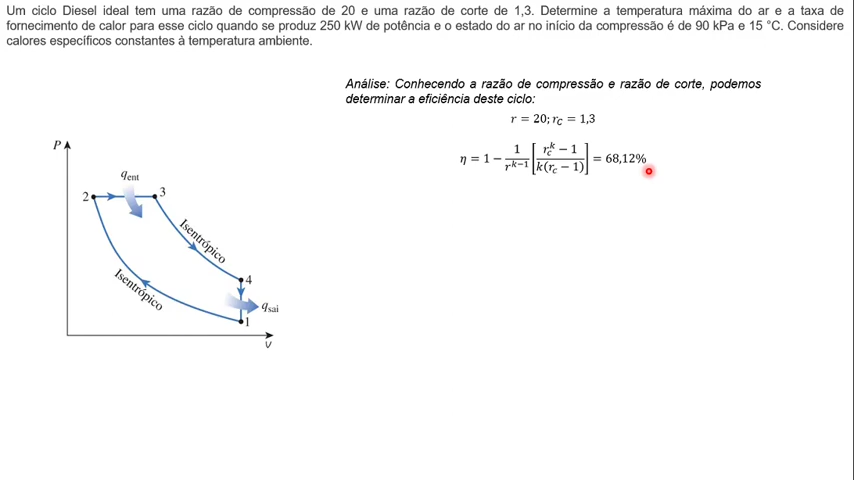 Um ciclo Diesel ideal tem uma razão de compressão de 20 e uma razão de corte de 1,3. Determine a temperatura máxima do ar e a taxa de
fornecimento de calor para esse ciclo quando se produz 250 kW de potência e o estado do ar no início da compressão é de 90 kPa e 15 °C. Considere
calores específicos constantes à temperatura ambiente.
Análise: Conhecendo a razão de compressão e razão de corte, podemos
determinar a eficiência deste ciclo:
r = 20; r_C = 1,3
η = 1 − 1/r^{k−1} [ (r_c^k − 1) / (k(r_c − 1)) ] = 68,12%
P
q_ent
2
3
Isentrópico
4
Isentrópico
q_sai
1
v